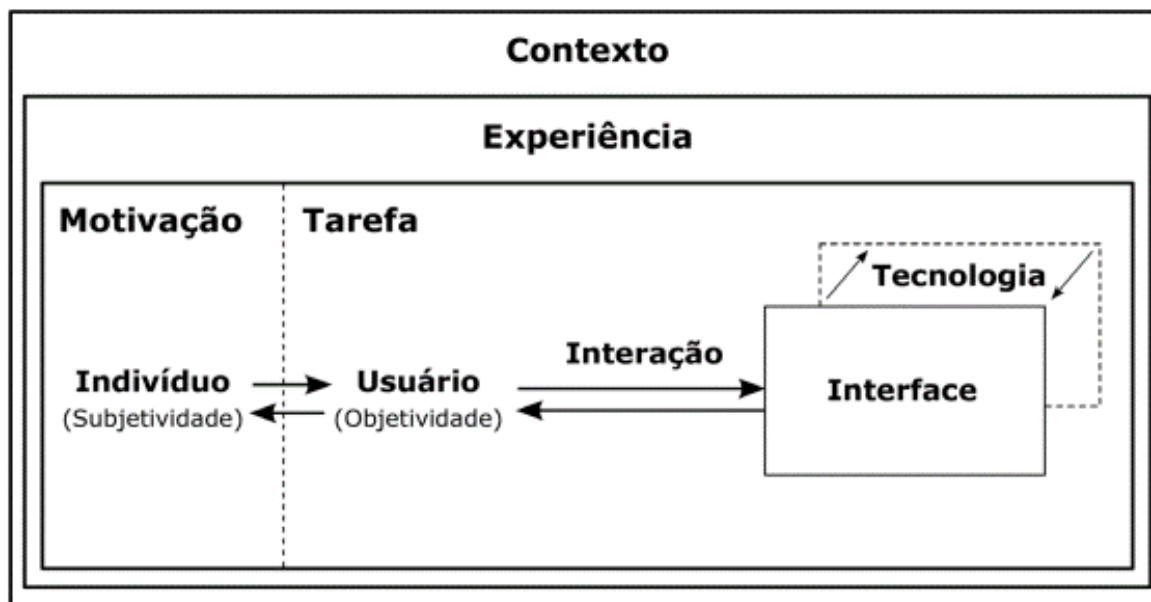 Contexto
Experiência
Motivação
Tarefa
Tecnologia
Interação
Interface
Indivíduo
(Subjetividade)
Usuário
(Objetividade)